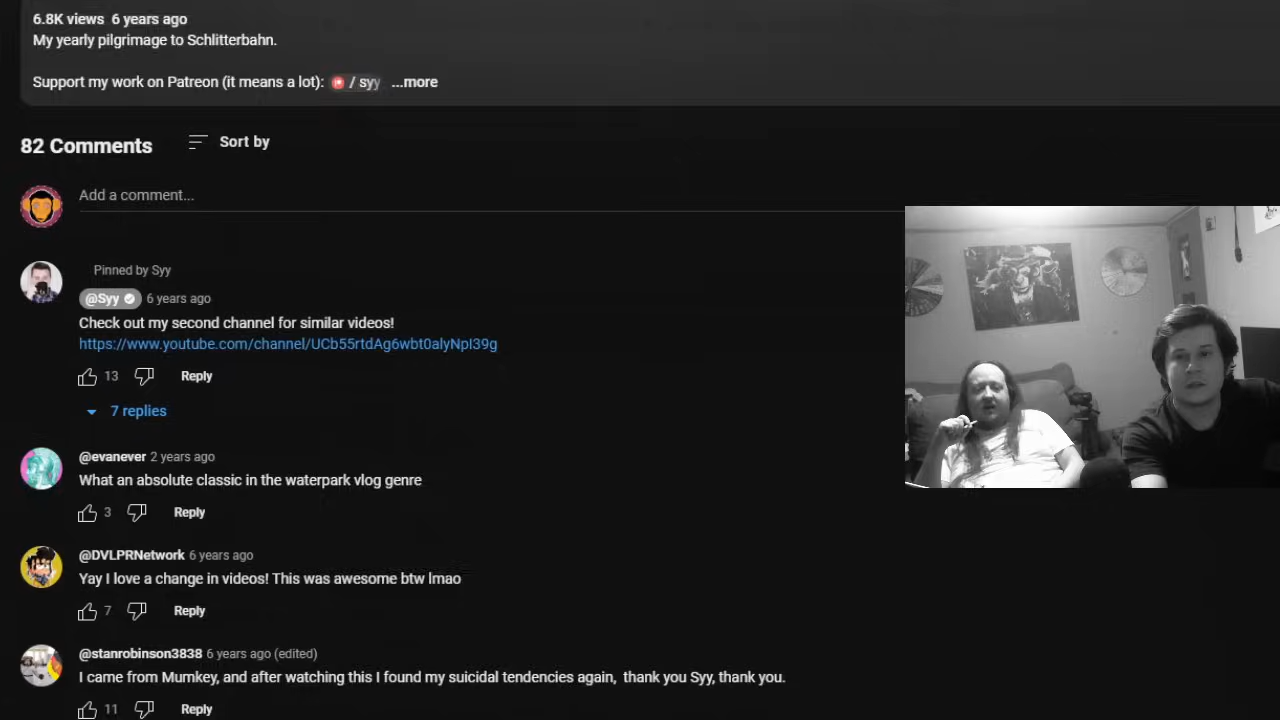 6.8K views 6 years ago
My yearly pilgrimage to Schlitterbahn.
Support my work on Patreon (it means a lot): / syy ...more
82 Comments
Sort by
Add a comment...
Pinned by Syy
@Syy 6 years ago
Check out my second channel for similar videos!
https://www.youtube.com/channel/UCb55rtdAg6wbt0alyNpI39g
13 Reply
7 replies
@evanever 2 years ago
What an absolute classic in the waterpark vlog genre
3 Reply
@DVLPRNetwork 6 years ago
Yay I love a change in videos! This was awesome btw lmao
7 Reply
@stanrobinson3838 6 years ago (edited)
I came from Mumkey, and after watching this I found my suicidal tendencies again, thank you Syy, thank you.
11 Reply